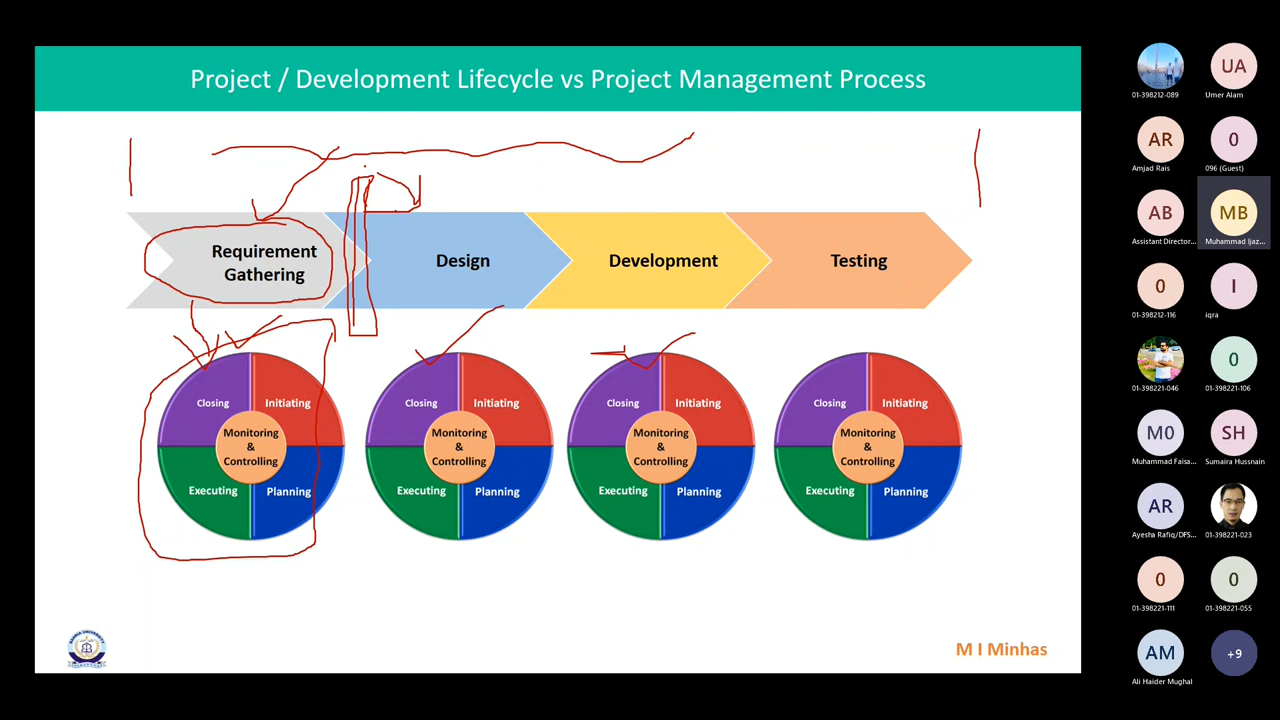 Project / Development Lifecycle vs Project Management Process
Requirement
Gathering
Design
Development
Testing
Closing
Initiating
Monitoring
&
Controlling
Executing
Planning
Closing
Initiating
Monitoring
&
Controlling
Executing
Planning
Closing
Initiating
Monitoring
&
Controlling
Executing
Planning
Closing
Initiating
Monitoring
&
Controlling
Executing
Planning
M I Minhas
01-398212-089
UA
Umer Alam
AR
Amjad Rais
0
096 (Guest)
AB
Assistant Director...
MB
Muhammad Ijaz...
0
01-398212-116
I
iqra
01-398221-046
0
01-398221-106
M0
Muhammad Faisa...
SH
Sumaira Hussnain
AR
Ayesha Rafiq/DFS...
01-398221-023
0
01-398221-111
0
01-398221-055
AM
Ali Haider Mughal
+9